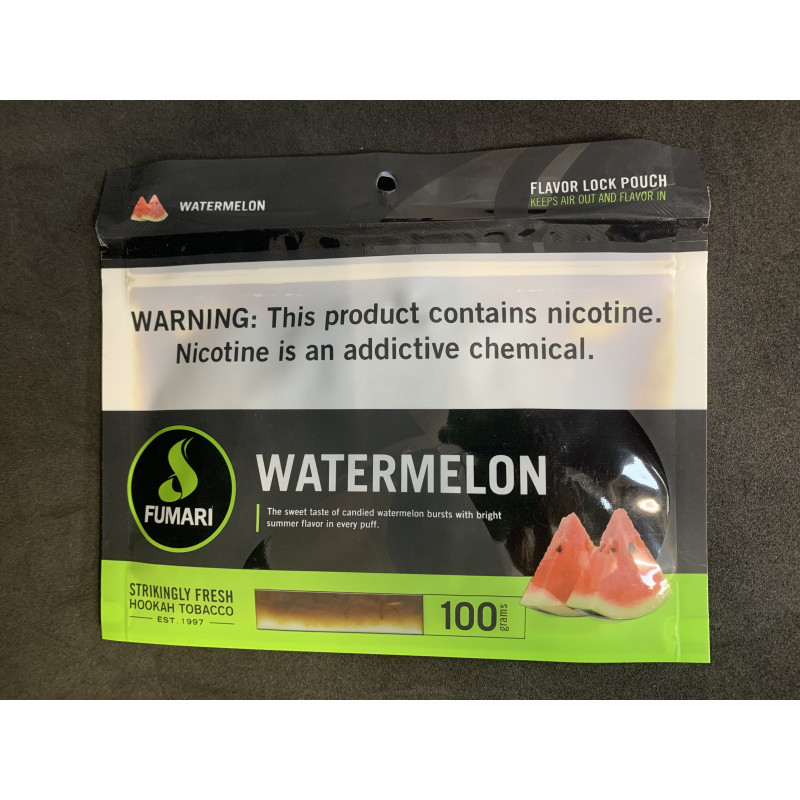 WATERMELON
FLAVOR LOCK POUCH
KEEPS AIR OUT AND FLAVOR IN
WARNING: This product contains nicotine.
Nicotine is an addictive chemical.
FUMARI
WATERMELON
The sweet taste of candied watermelon bursts with bright
summer flavor in every puff.
STRIKINGLY FRESH
HOOKAH TOBACCO
EST. 1997
100 grams